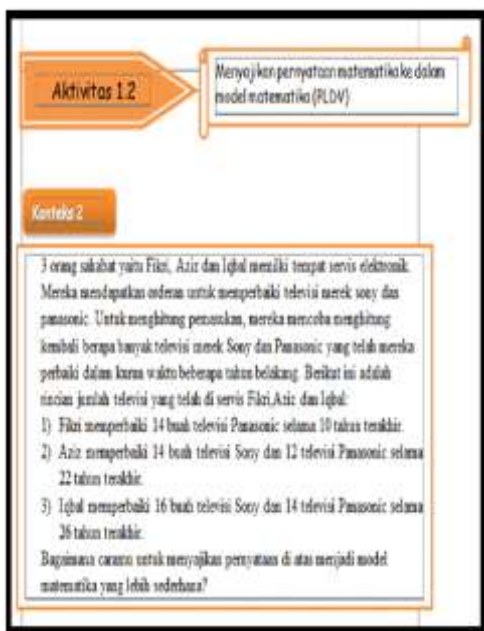 Aktivitas 1.2
Menyajikan pernyataan matematika ke dalam
model matematika (PLDV)
Konteks 2
3 orang sahabat yaitu Fikri, Aziz dan Iqbal memilki tempat servis elektronik.
Mereka mendapatkan orderan untuk memperbaiki televisi merek sony dan
panasonic. Untuk menghitung pemasukan, mereka mencoba menghitung
kembali berapa banyak televisi merek Sony dan Panasonic yang telah mereka
perbaiki dalam kurun waktu beberapa tahun belakang. Berikut ini adalah
rincian jumlah televisi yang telah di servis Fikri,Aziz dan Iqbal:
1) Fikri memperbaiki 14 buah televisi Panasonic selama 10 tahun terakhir.
2) Aziz memperbaiki 14 buah televisi Sony dan 12 televisi Panasonic selama
22 tahun terakhir.
3) Iqbal memperbaiki 16 buah televisi Sony dan 14 televisi Panasonic selama
26 tahun terakhir.
Bagaimana caramu untuk menyajikan pernyataan di atas menjadi model
matematika yang lebih sederhana?